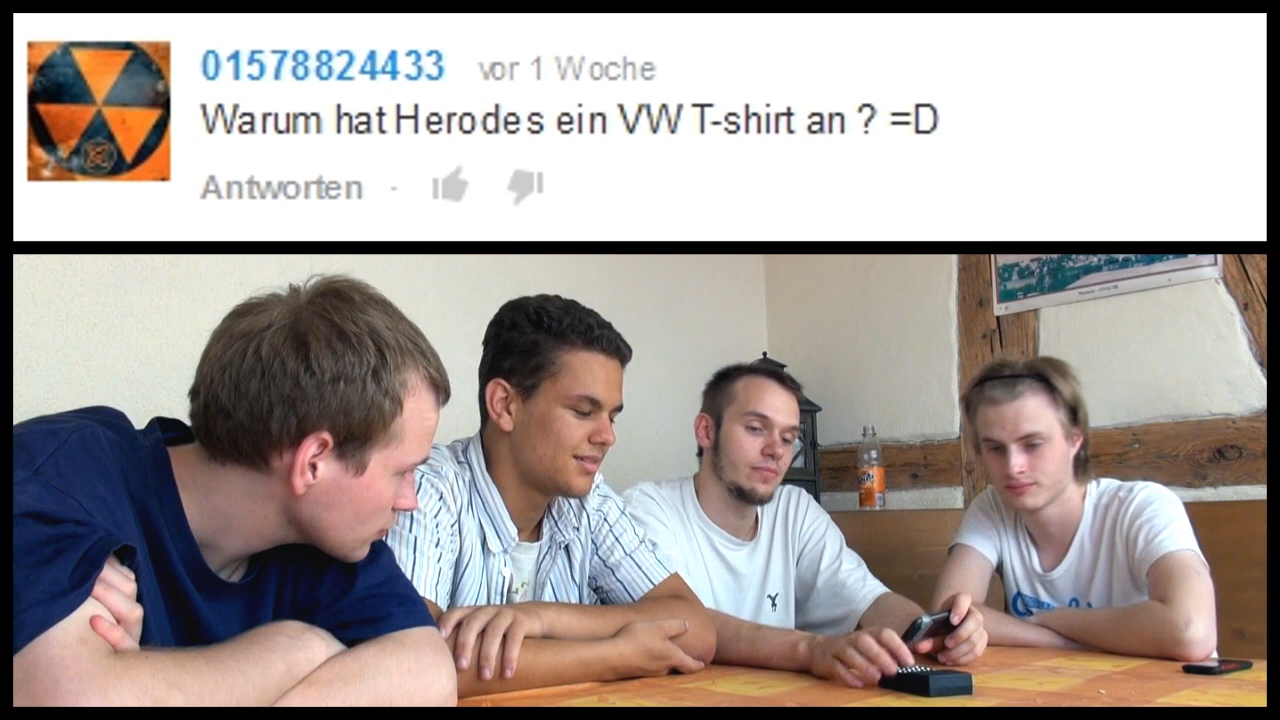 01578824433 vor 1 Woche
Warum hat Herodes ein VW T-shirt an ? =D
Antworten ·